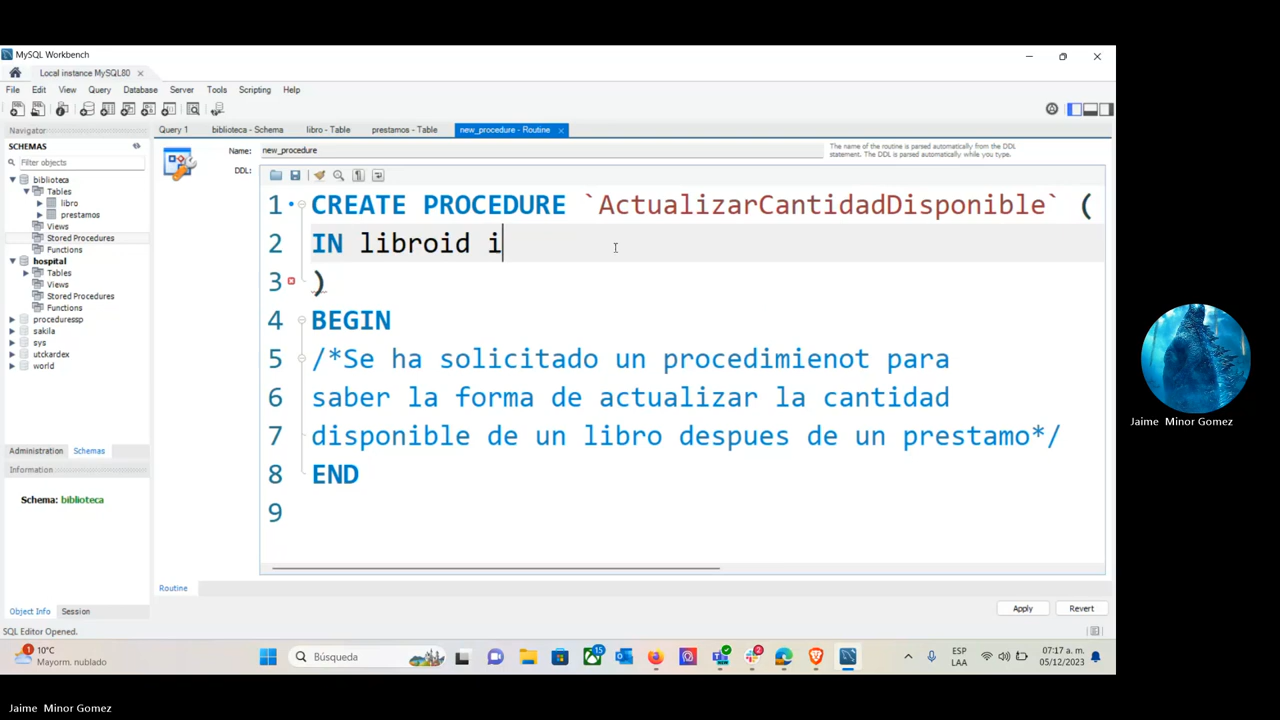 MySQL Workbench
Local instance MySQL80
File Edit View Query Database Server Tools Scripting Help
Navigator
SCHEMAS
Filter objects
biblioteca
Tables
libro
prestamos
Views
Stored Procedures
Functions
hospital
Tables
Views
Stored Procedures
Functions
proceduressp
sakila
sys
utckardex
world
Administration Schemas
Information
Schema: biblioteca
Object Info Session
SQL Editor Opened.
Query 1 biblioteca - Schema libro - Table prestamos - Table new_procedure - Routine
Name: new_procedure
The name of the routine is parsed automatically from the DDL
statement. The DDL is parsed automatically while you type.
DDL:
1 CREATE PROCEDURE `ActualizarCantidadDisponible` (
2 IN libroid i
3 )
4 BEGIN
5 /*Se ha solicitado un procedimienot para
6 saber la forma de actualizar la cantidad
7 disponible de un libro despues de un prestamo*/
8 END
9
Routine
Apply Revert
10°C
Mayorm. nublado
1
Búsqueda
15
2
ESP
LAA
07:17 a. m.
05/12/2023
Jaime Minor Gomez
Jaime Minor Gomez